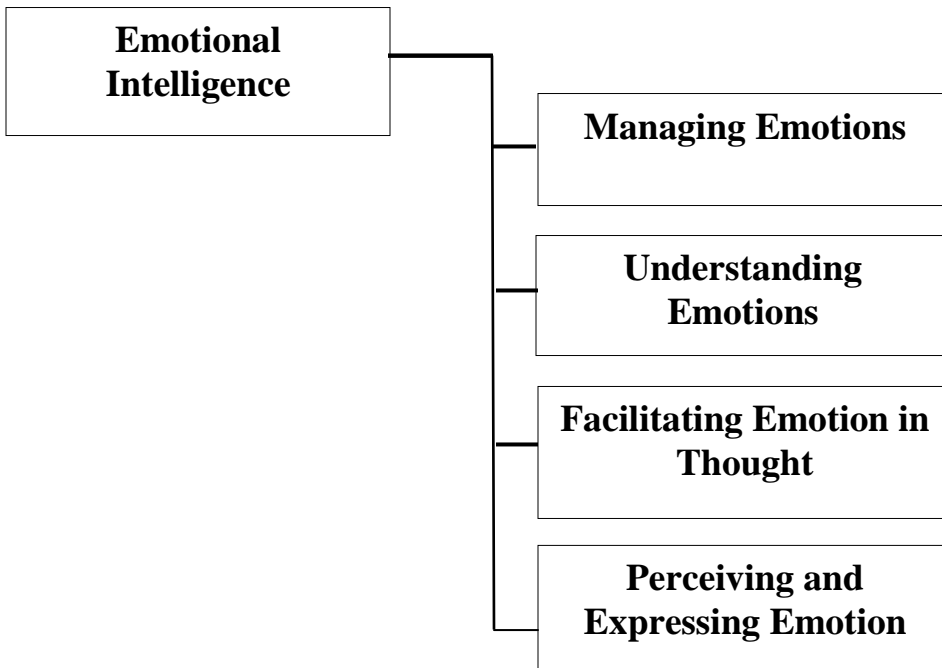 Emotional
Intelligence
Managing Emotions
Understanding
Emotions
Facilitating Emotion in
Thought
Perceiving and
Expressing Emotion